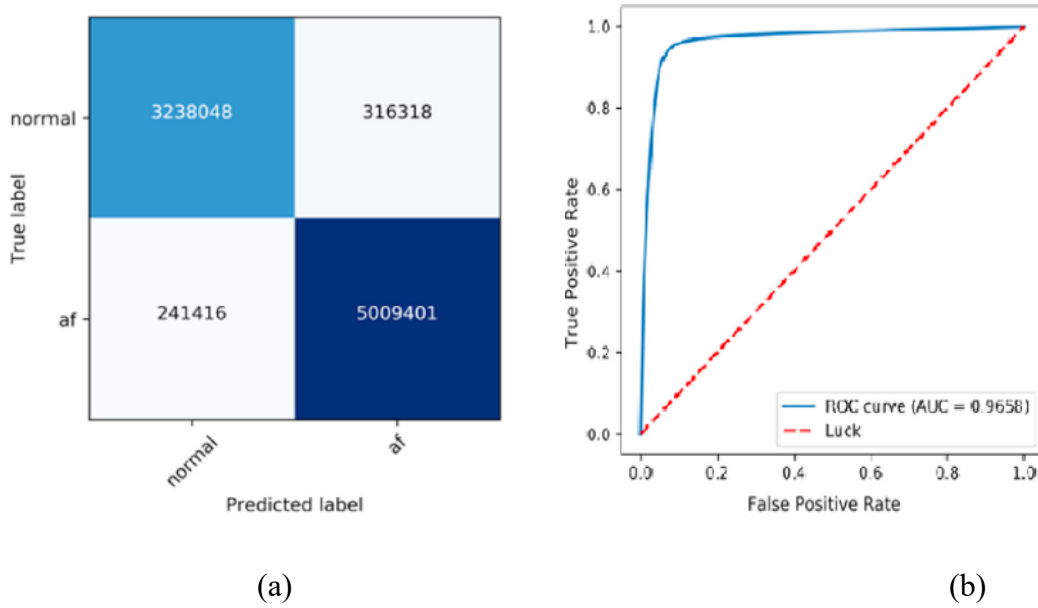 normal
3238048
316318
True label
af
241416
5009401
normal
af
Predicted label
(a)
1.0
0.8
0.6
0.4
0.2
0.0
True Positive Rate
ROC curve (AUC = 0.9658)
Luck
0.0 0.2 0.4 0.6 0.8 1.0
False Positive Rate
(b)